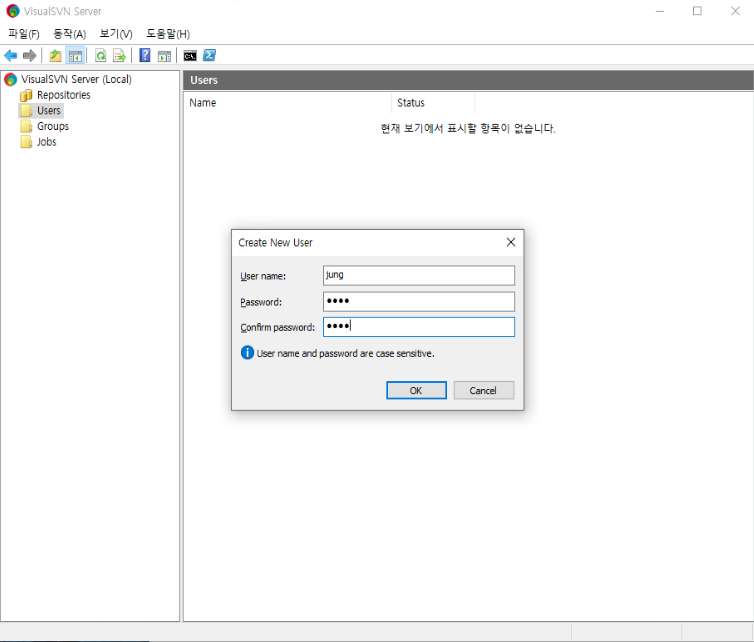 VisualSVN Server
파일(F) 동작(A) 보기(V) 도움말(H)
VisualSVN Server (Local)
Repositories
Users
Groups
Jobs
Users
Name Status
현재 보기에서 표시할 항목이 없습니다.
Create New User
User name: jung
Password: ●●●●
Confirm password: ●●●●
User name and password are case sensitive.
OK Cancel